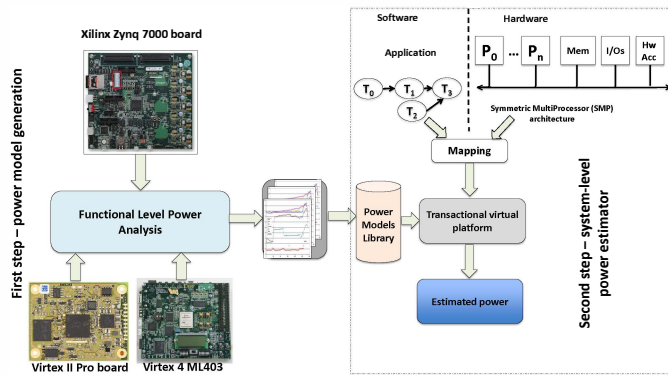 Xilinx Zynq 7000 board
First step – power model generation
Functional Level Power
Analysis
Virtex II Pro board
Virtex 4 ML403
Software
Hardware
Application
T0
T1
T3
T2
P0
...
Pn
Mem
I/Os
Hw
Acc
Symmetric MultiProcessor (SMP)
architecture
Mapping
Power
Models
Library
Transactional virtual
platform
Estimated power
Second step – system-level
power estimator